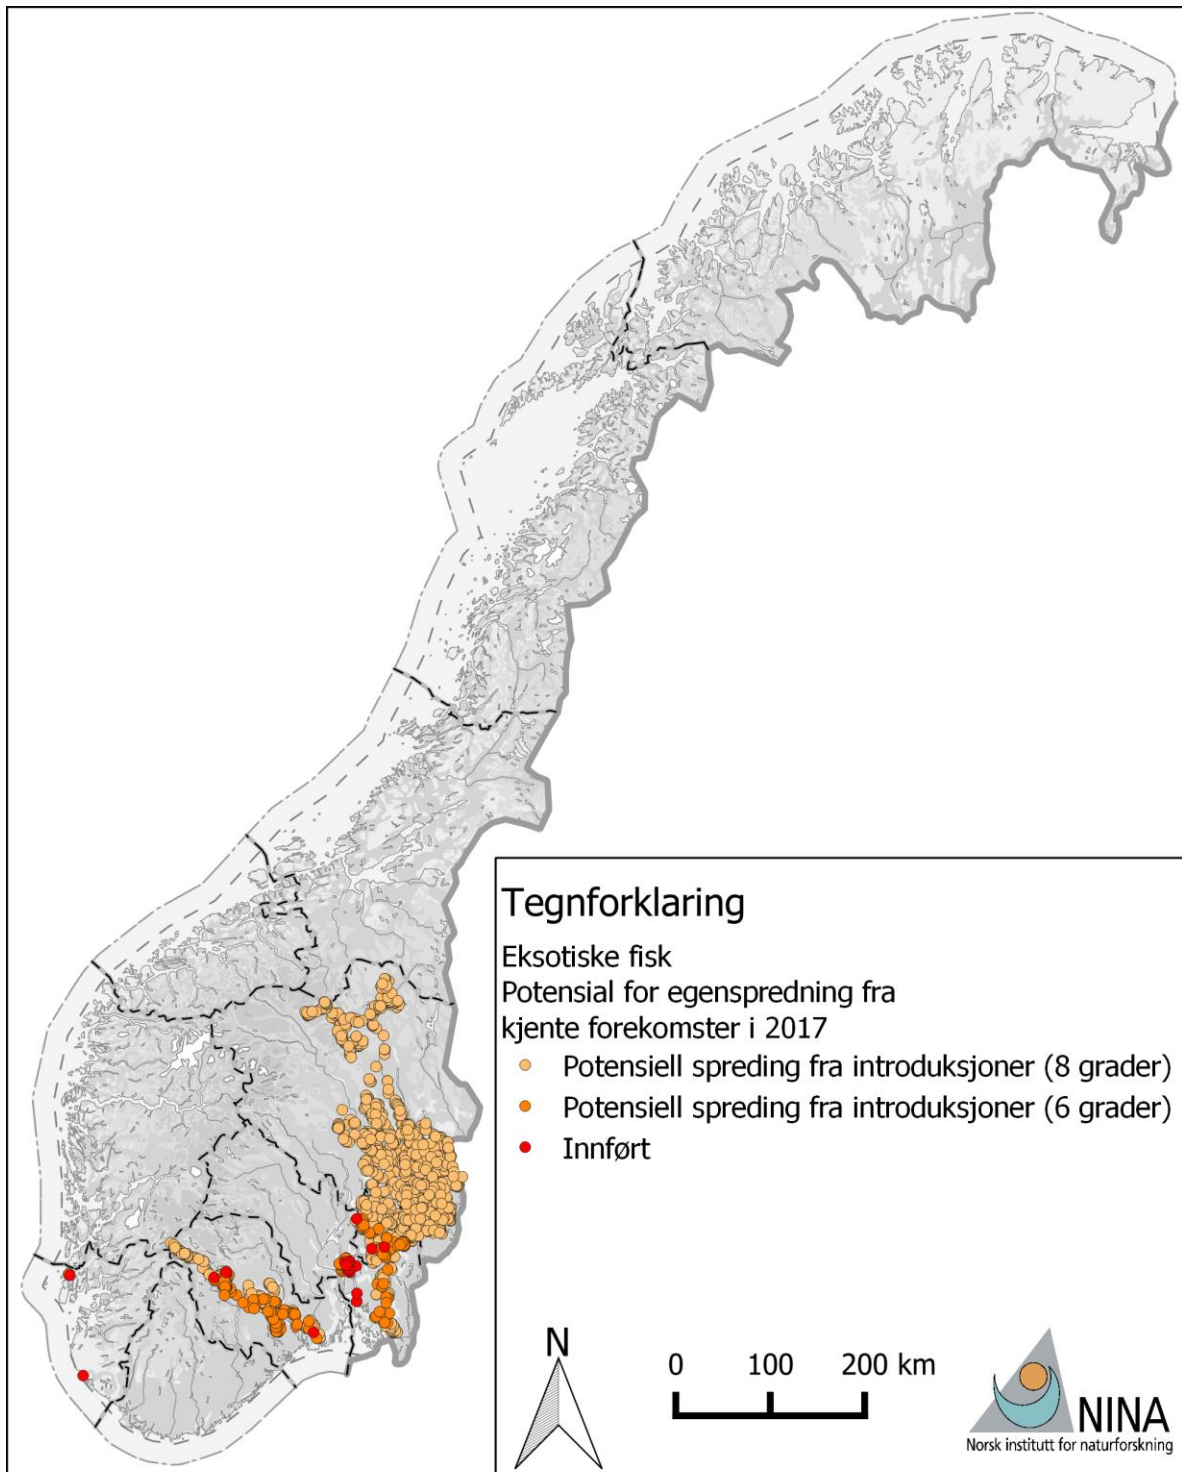 Tegnforklaring
Eksotiske fisk
Potensial for egenspredning fra
kjente forekomster i 2017
Potensiell spreding fra introduksjoner (8 grader)
Potensiell spreding fra introduksjoner (6 grader)
Innført
N
0 100 200 km
NINA
Norsk institutt for naturforskning